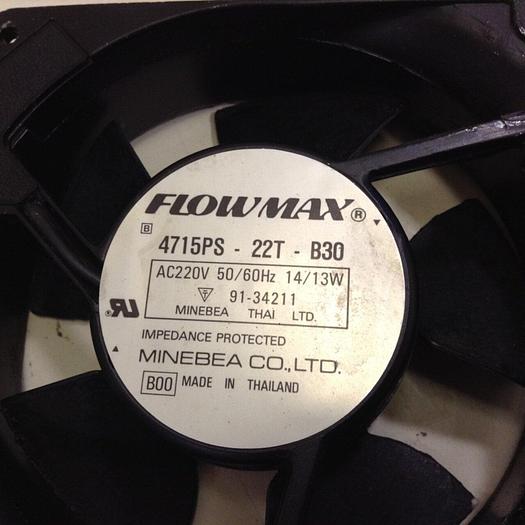 FLOWMAX®
B
4715PS - 22T - B30
AC220V 50/60Hz 14/13W
91-34211
MINEBEA THAI LTD.
IMPEDANCE PROTECTED
MINEBEA CO.,LTD.
B00 MADE IN THAILAND